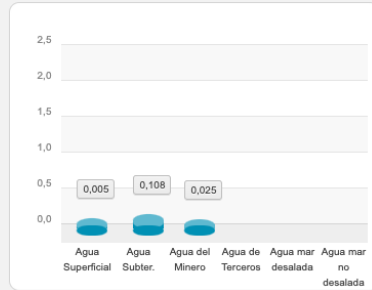 2,5
2,0
1,5
1,0
0,5
0,0
0,005
0,108
0,025
Agua
Superficial
Agua
Subter.
Agua del
Minero
Agua de
Terceros
Agua mar
desalada
Agua mar
no
desalada